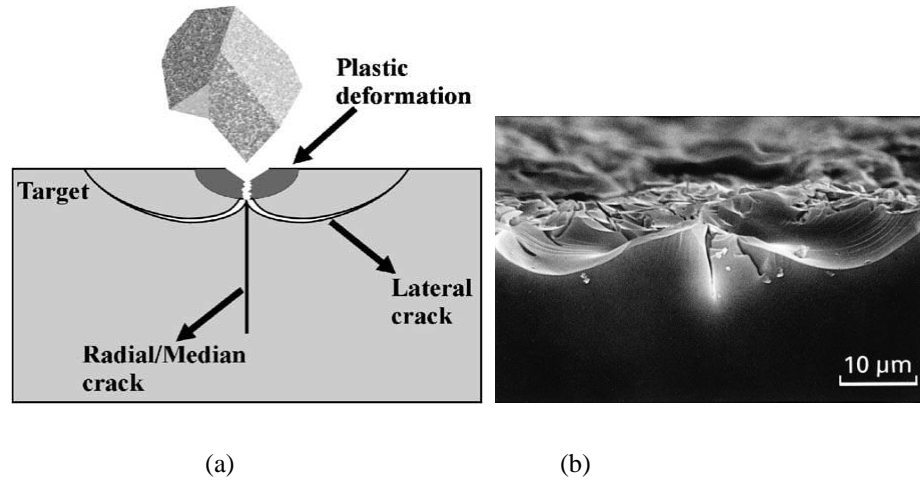 Plastic
deformation
Target
Lateral
crack
Radial/Median
crack
10 µm
(a)
(b)